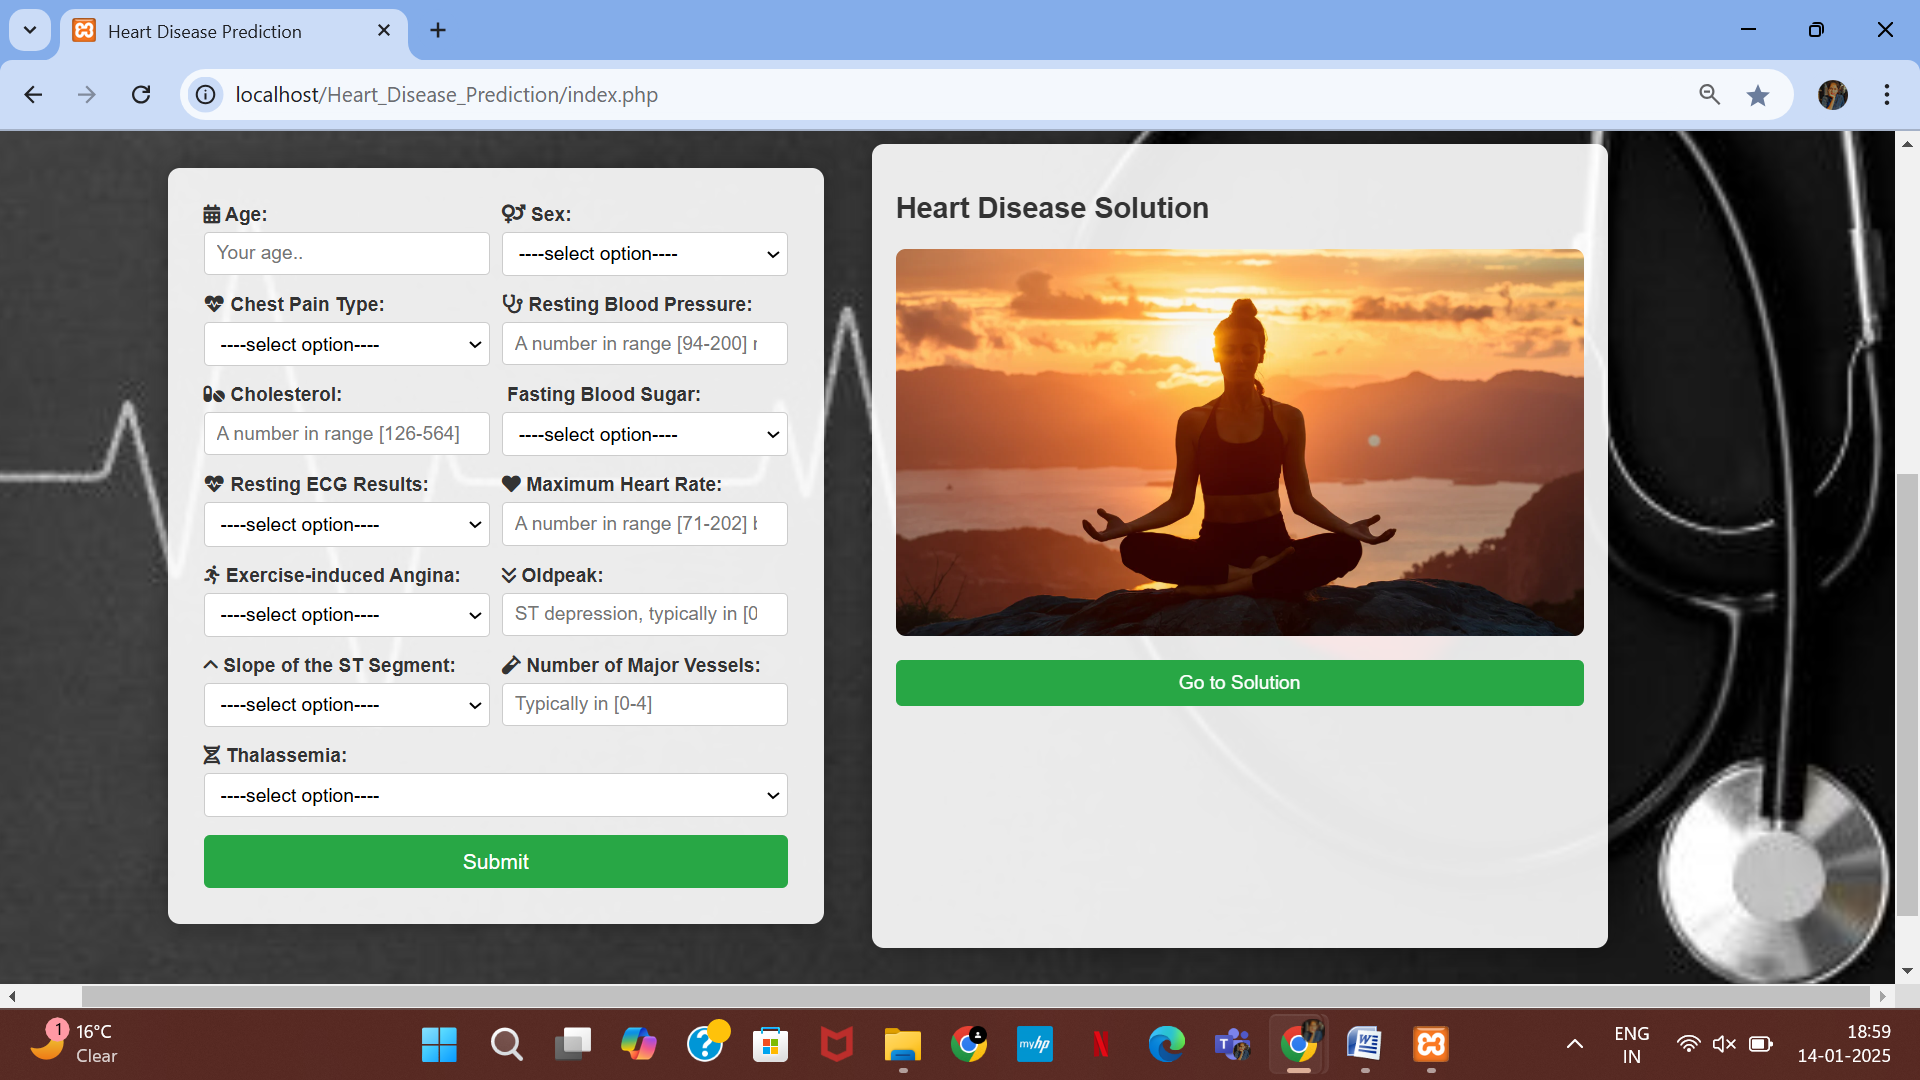 Heart Disease Prediction
localhost/Heart_Disease_Prediction/index.php
Age:
Sex:
Your age..
----select option----
Chest Pain Type:
Resting Blood Pressure:
----select option----
A number in range [94-200] r
Cholesterol:
Fasting Blood Sugar:
A number in range [126-564]
----select option----
Resting ECG Results:
Maximum Heart Rate:
----select option----
A number in range [71-202] b
Exercise-induced Angina:
Oldpeak:
----select option----
ST depression, typically in [0
Slope of the ST Segment:
Number of Major Vessels:
----select option----
Typically in [0-4]
Thalassemia:
----select option----
Submit
Heart Disease Solution
Go to Solution
1
16°C
Clear
myhp
ENG
IN
18:59
14-01-2025